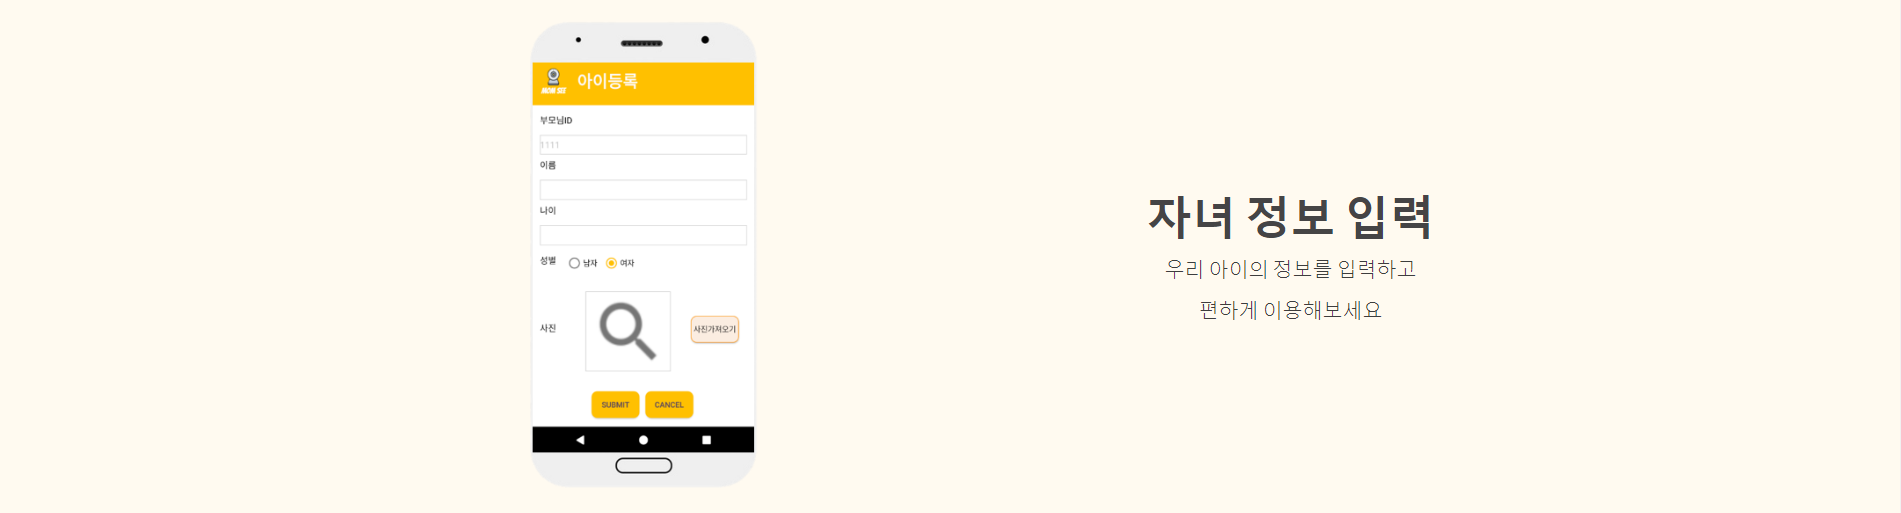 아이등록
부모님ID
1111
이름
나이
성별 남자 여자
사진 사진가져오기
SUBMIT CANCEL
자녀 정보 입력
우리 아이의 정보를 입력하고
편하게 이용해보세요